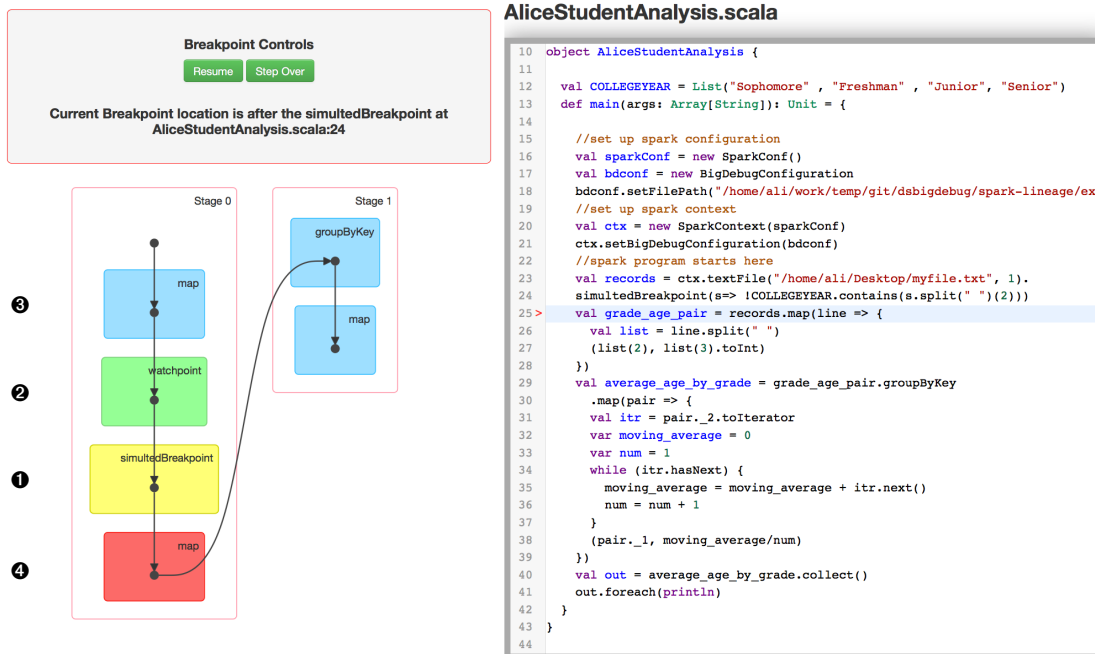 Breakpoint Controls
Resume
Step Over
Current Breakpoint location is after the simultedBreakpoint at
AliceStudentAnalysis.scala:24
Stage 0
map
watchpoint
simultedBreakpoint
map
❸
❷
❶
❹
Stage 1
groupByKey
map
AliceStudentAnalysis.scala
10 object AliceStudentAnalysis {
11
12 val COLLEGEYEAR = List("Sophomore" , "Freshman" , "Junior", "Senior")
13 def main(args: Array[String]): Unit = {
14
15 //set up spark configuration
16 val sparkConf = new SparkConf()
17 val bdconf = new BigDebugConfiguration
18 bdconf.setFilePath("/home/ali/work/temp/git/dsbigdebug/spark-lineage/ex
19 //set up spark context
20 val ctx = new SparkContext(sparkConf)
21 ctx.setBigDebugConfiguration(bdconf)
22 //spark program starts here
23 val records = ctx.textFile("/home/ali/Desktop/myfile.txt", 1).
24 simultedBreakpoint(s=> !COLLEGEYEAR.contains(s.split(" ")(2)))
25 > val grade_age_pair = records.map(line => {
26 val list = line.split(" ")
27 (list(2), list(3).toInt)
28 })
29 val average_age_by_grade = grade_age_pair.groupByKey
30 .map(pair => {
31 val itr = pair._2.toIterator
32 var moving_average = 0
33 var num = 1
34 while (itr.hasNext) {
35 moving_average = moving_average + itr.next()
36 num = num + 1
37 }
38 (pair._1, moving_average/num)
39 })
40 val out = average_age_by_grade.collect()
41 out.foreach(println)
42 }
43 }
44